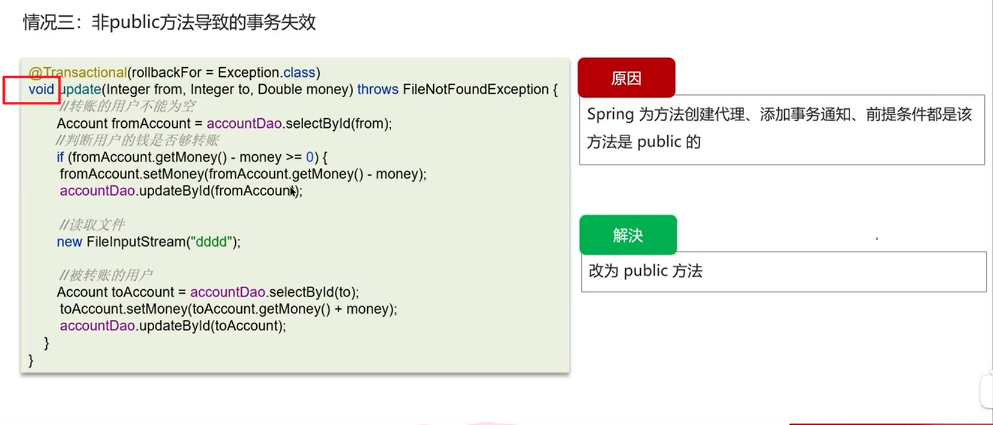 情况三：非public方法导致的事务失效
@Transactional(rollbackFor = Exception.class)
void update(Integer from, Integer to, Double money) throws FileNotFoundException {
//转账的用户不能为空
Account fromAccount = accountDao.selectById(from);
//判断用户的钱是否够转账
if (fromAccount.getMoney() - money >= 0) {
fromAccount.setMoney(fromAccount.getMoney() - money);
accountDao.updateById(fromAccount);
//读取文件
new FileInputStream("dddd");
//被转账的用户
Account toAccount = accountDao.selectById(to);
toAccount.setMoney(toAccount.getMoney() + money);
accountDao.updateById(toAccount);
}
}
原因
Spring 为方法创建代理、添加事务通知、前提条件都是该
方法是 public 的
解决
改为 public 方法